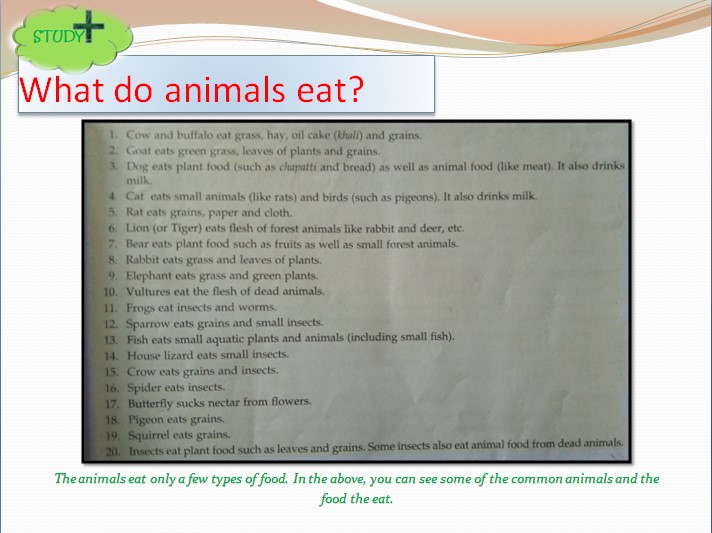 STUDY+
What do animals eat?
1. Cow and buffalo eat grass, hay, oil cake (khali) and grains.
2. Goat eats green grass, leaves of plants and grains.
3. Dog eats plant food (such as chapatti and bread) as well as animal food (like meat). It also drinks
milk.
4. Cat eats small animals (like rats) and birds (such as pigeons). It also drinks milk.
5. Rat eats grains, paper and cloth.
6. Lion (or Tiger) eats flesh of forest animals like rabbit and deer, etc.
7. Bear eats plant food such as fruits as well as small forest animals.
8. Rabbit eats grass and leaves of plants.
9. Elephant eats grass and green plants.
10. Vultures eat the flesh of dead animals.
11. Frogs eat insects and worms.
12. Sparrow eats grains and small insects.
13. Fish eats small aquatic plants and animals (including small fish).
14. House lizard eats small insects.
15. Crow eats grains and insects.
16. Spider eats insects.
17. Butterfly sucks nectar from flowers.
18. Pigeon eats grains.
19. Squirrel eats grains.
20. Insects eat plant food such as leaves and grains. Some insects also eat animal food from dead animals.
The animals eat only a few types of food. In the above, you can see some of the common animals and the
food the eat.